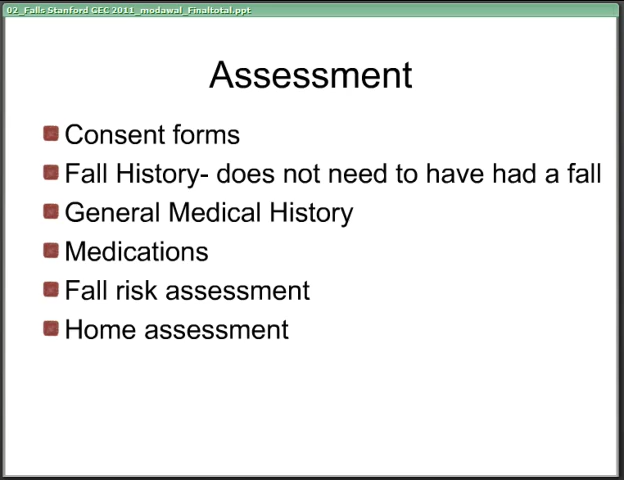 02_Falls Stanford GEC 2011_modawal_Finaltotal.ppt
Assessment
Consent forms
Fall History- does not need to have had a fall
General Medical History
Medications
Fall risk assessment
Home assessment